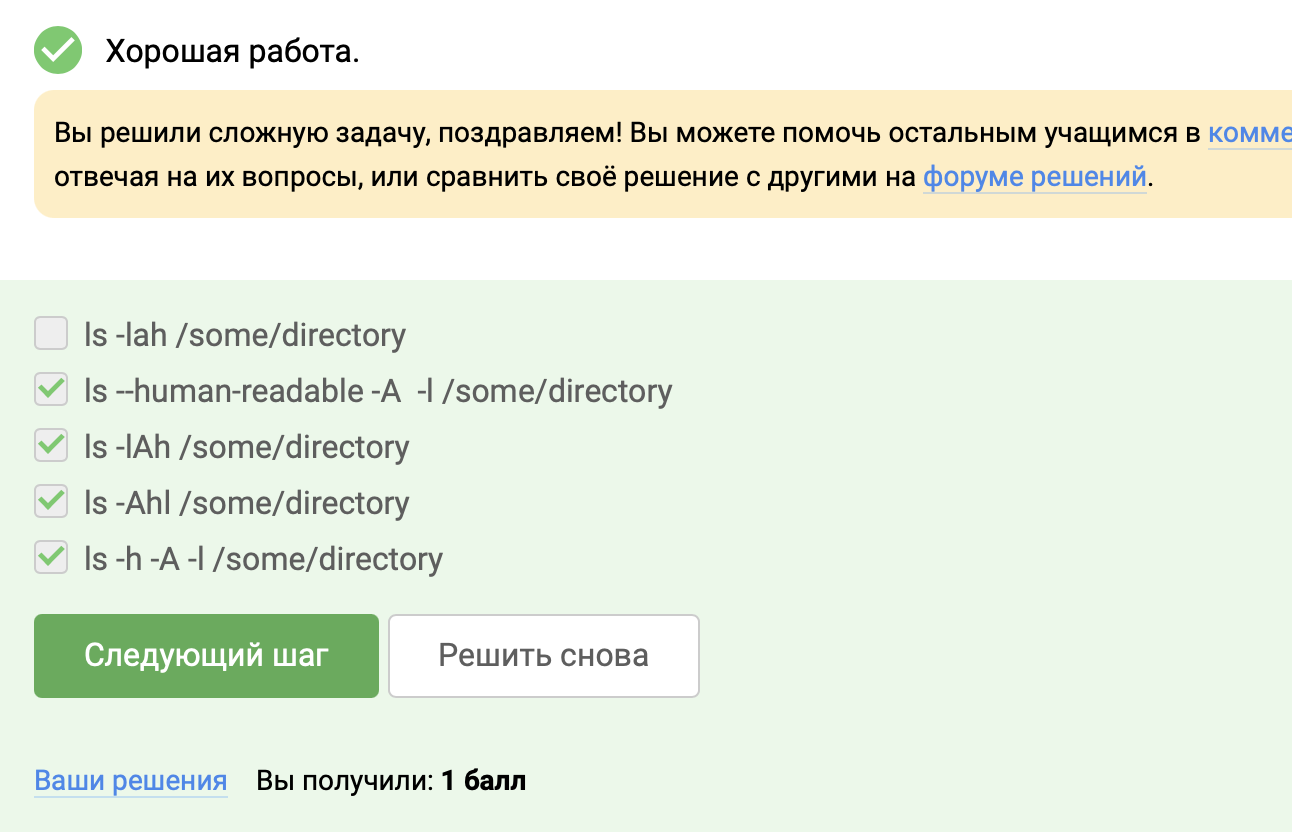 Хорошая работа.
Вы решили сложную задачу, поздравляем! Вы можете помочь остальным учащимся в
отвечая на их вопросы, или сравнить своё решение с другими на форуме решений.
ls -lah /some/directory
ls --human-readable -A  -l /some/directory
ls -lAh /some/directory
ls -Ahl /some/directory
ls -h -A -l /some/directory
Следующий шаг
Решить снова
Ваши решения Вы получили: 1 балл